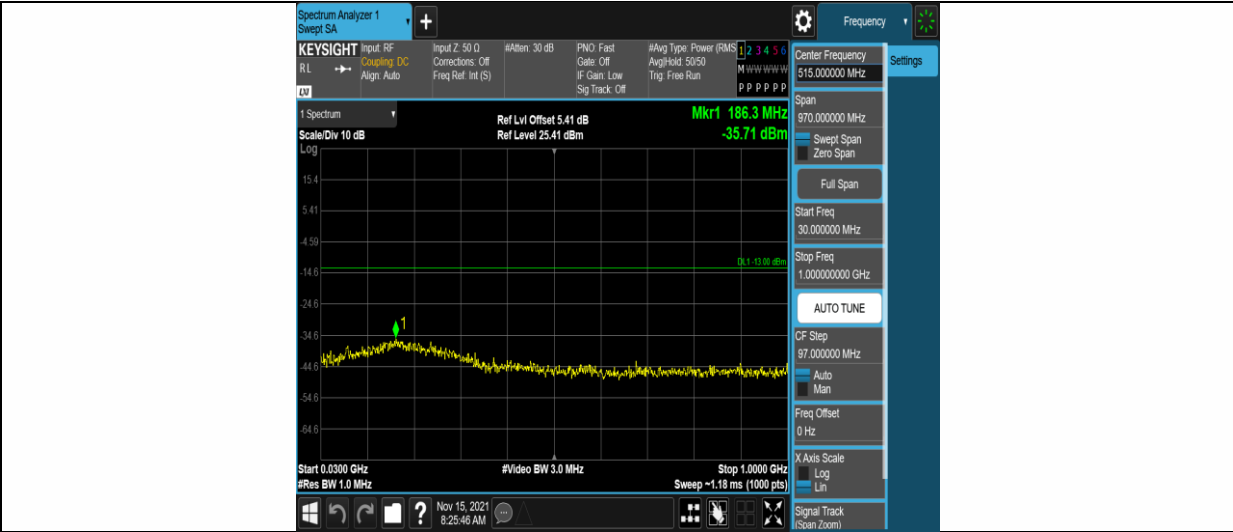 Spectrum Analyzer 1
Swept SA
+
Frequency
KEYSIGHT
RL
LXI
Input: RF
Coupling: DC
Align: Auto
Input Z: 50 Ω
Corrections: Off
Freq Ref: Int (S)
#Atten: 30 dB
PNO: Fast
Gate: Off
IF Gain: Low
Sig Track: Off
#Avg Type: Power (RMS
Avg|Hold: 50/50
Trig: Free Run
1 2 3 4 5 6
M W W W W W
P P P P P P
1 Spectrum
Scale/Div 10 dB
Log
Ref Lvl Offset 5.41 dB
Ref Level 25.41 dBm
Mkr1 186.3 MHz
-35.71 dBm
15.4
5.41
-4.59
DL1 -13.00 dBm
-14.6
-24.6
1
-34.6
-44.6
-54.6
-64.6
Start 0.0300 GHz
#Res BW 1.0 MHz
#Video BW 3.0 MHz
Stop 1.0000 GHz
Sweep ~1.18 ms (1000 pts)
?
Nov 15, 2021
8:25:46 AM
Center Frequency
515.000000 MHz
Settings
Span
970.000000 MHz
Swept Span
Zero Span
Full Span
Start Freq
30.000000 MHz
Stop Freq
1.000000000 GHz
AUTO TUNE
CF Step
97.000000 MHz
Auto
Man
Freq Offset
0 Hz
X Axis Scale
Log
Lin
Signal Track
(Span Zoom)